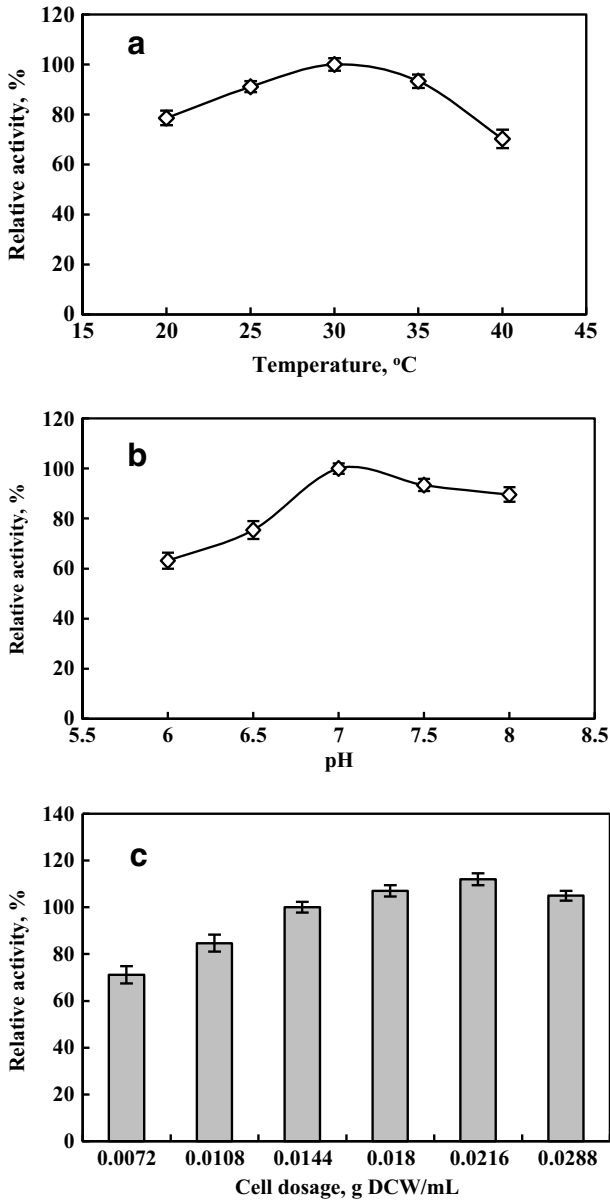 a
Relative activity, %
120
100
80
60
40
20
0
15 20 25 30 35 40 45
Temperature, °C
b
Relative activity, %
120
100
80
60
40
20
0
5.5 6 6.5 7 7.5 8 8.5
pH
c
Relative activity, %
140
120
100
80
60
40
20
0
0.0072 0.0108 0.0144 0.018 0.0216 0.0288
Cell dosage, g DCW/mL